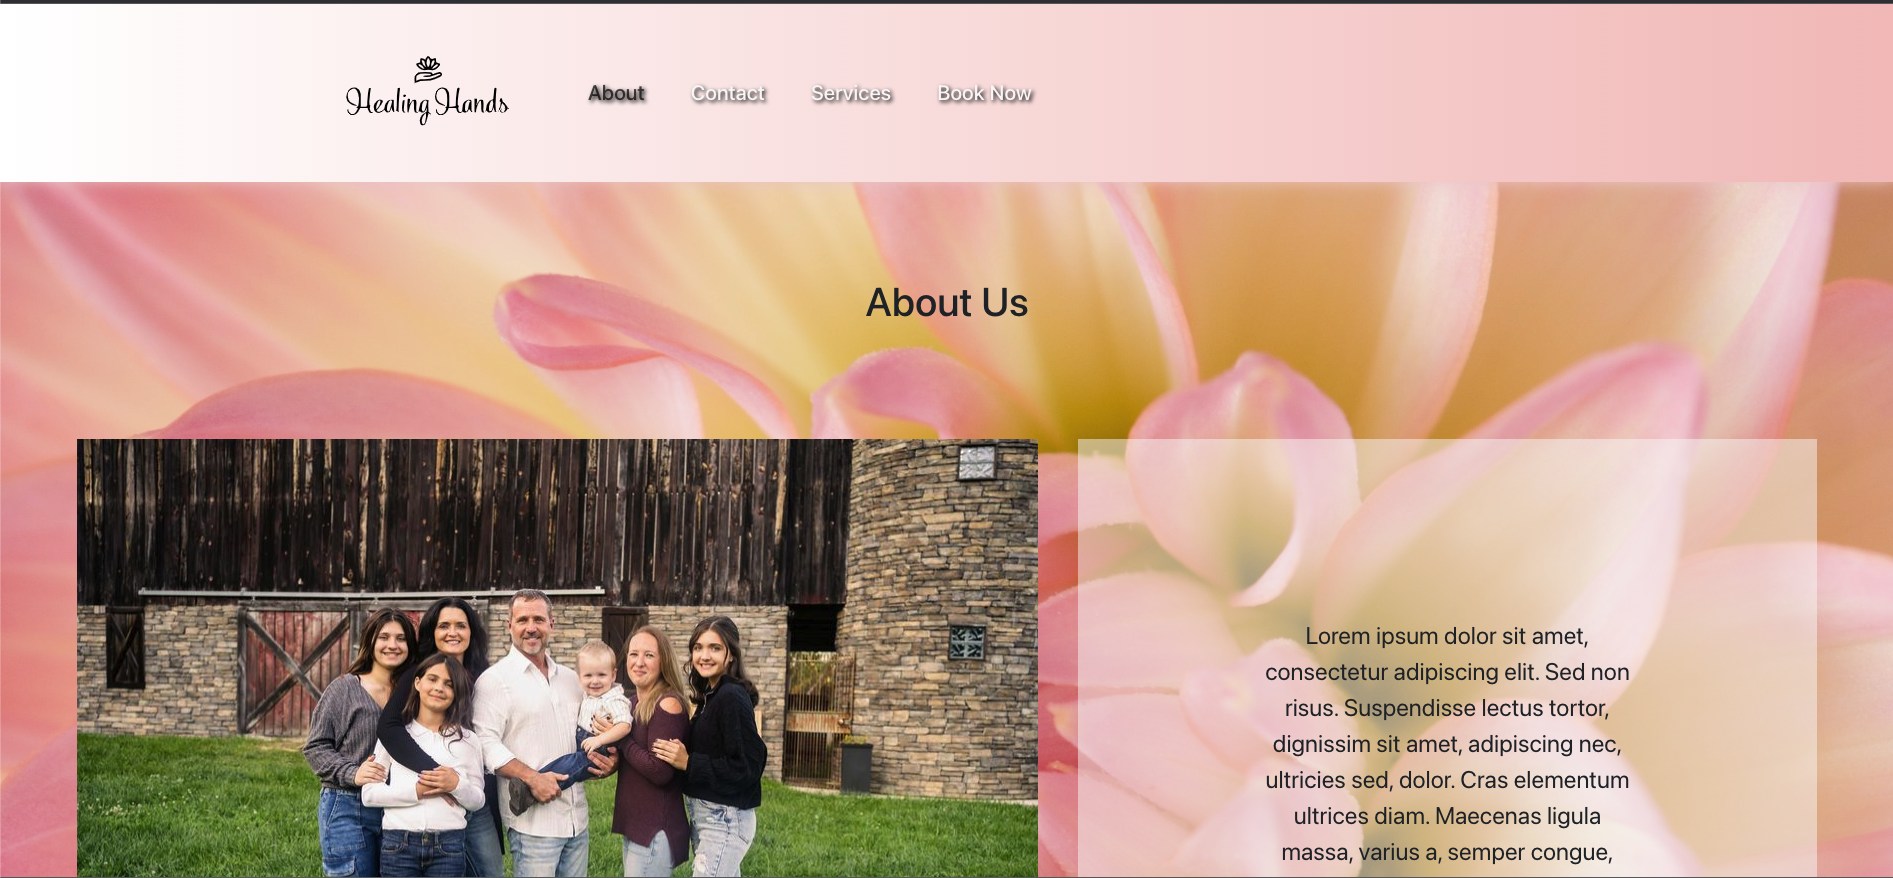 Healing Hands
About Contact Services Book Now
About Us
Lorem ipsum dolor sit amet,
consectetur adipiscing elit. Sed non
risus. Suspendisse lectus tortor,
dignissim sit amet, adipiscing nec,
ultricies sed, dolor. Cras elementum
ultrices diam. Maecenas ligula
massa, varius a, semper congue,